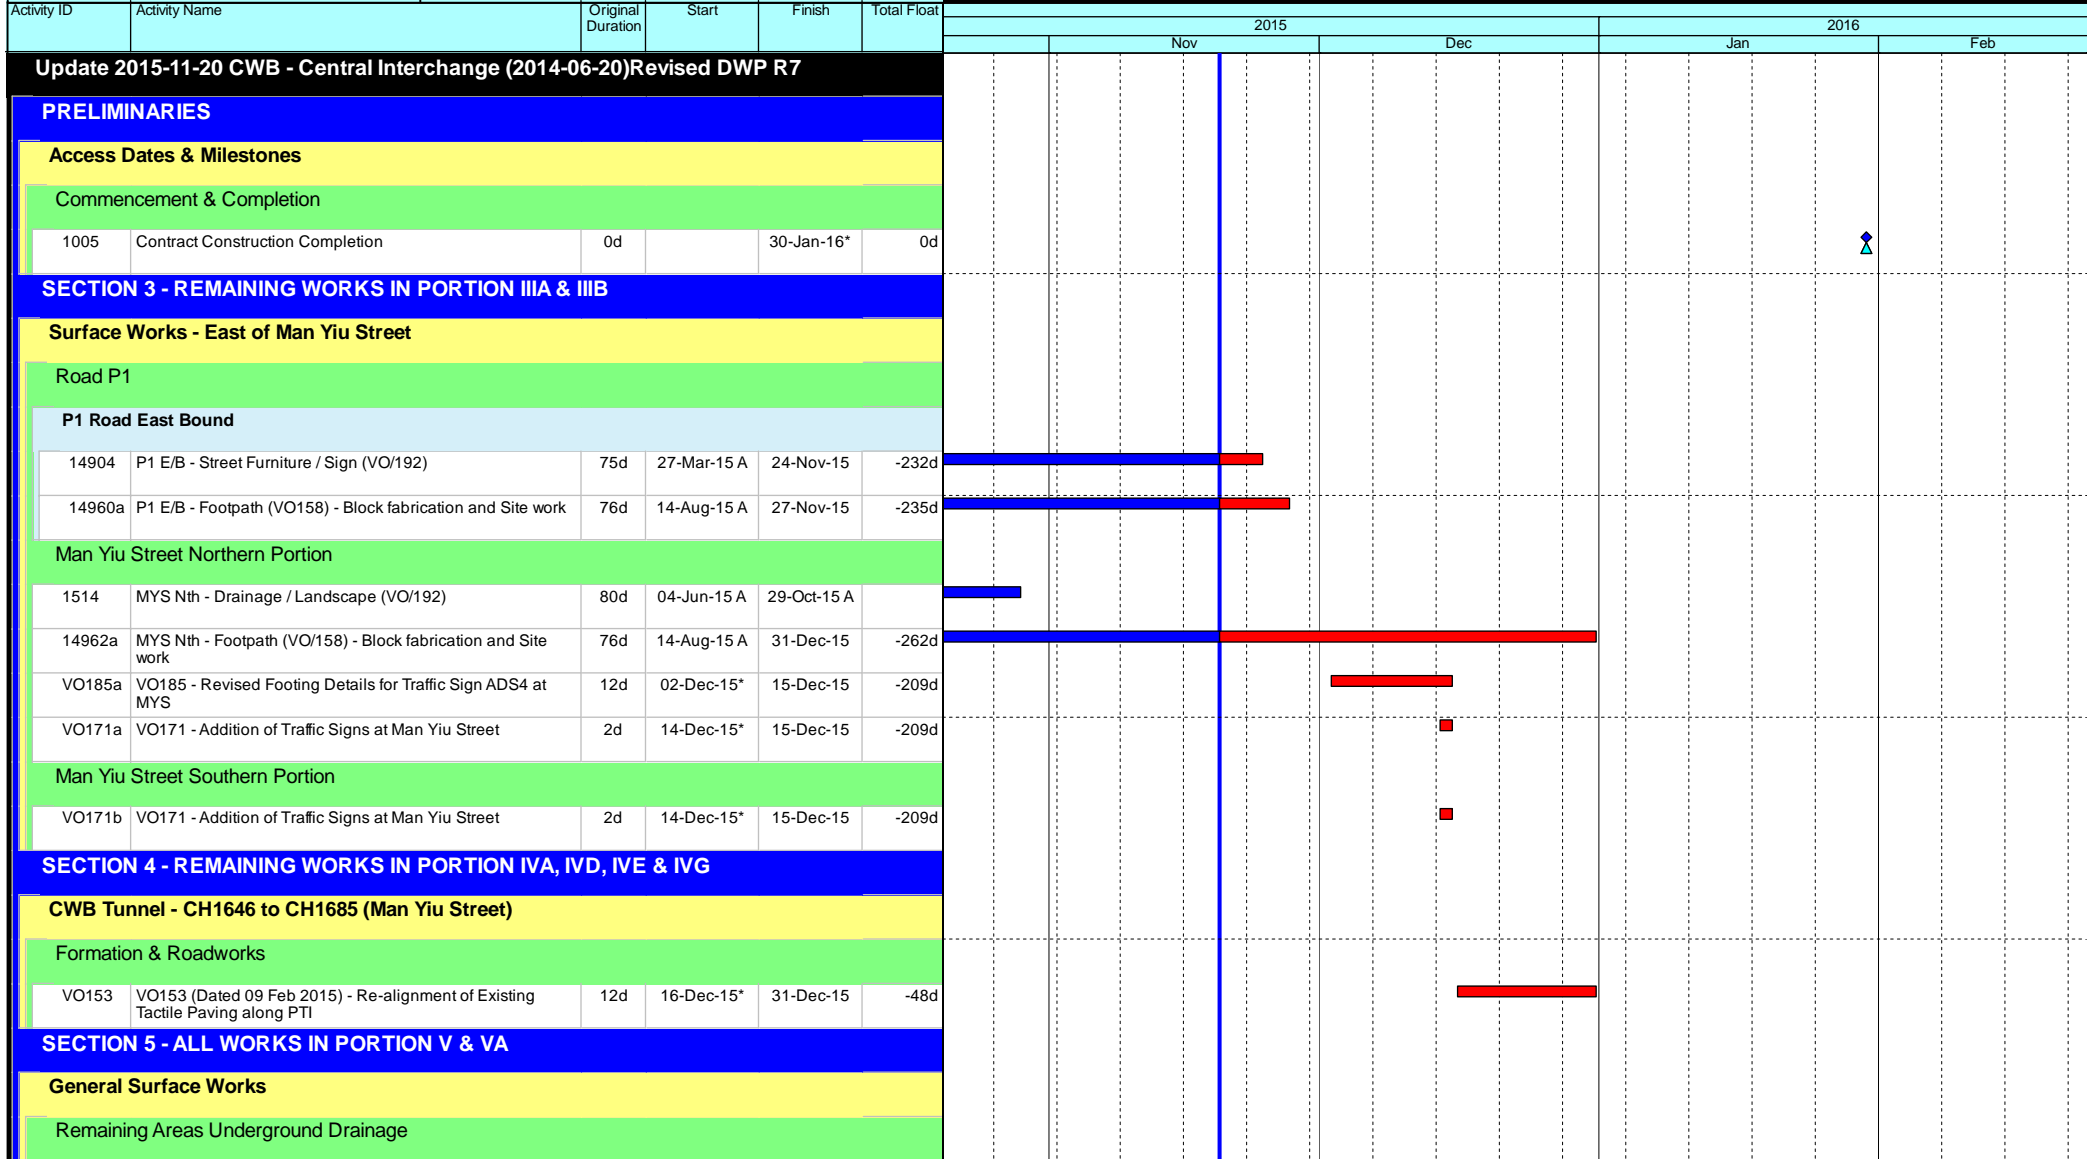 Activity ID Activity Name Original Duration Start Finish Total Float
2015 2016
Nov Dec Jan Feb
Update 2015-11-20 CWB - Central Interchange (2014-06-20)Revised DWP R7
PRELIMINARIES
Access Dates & Milestones
Commencement & Completion
1005 Contract Construction Completion 0d 30-Jan-16* 0d
SECTION 3 - REMAINING WORKS IN PORTION IIIA & IIIB
Surface Works - East of Man Yiu Street
Road P1
P1 Road East Bound
14904 P1 E/B - Street Furniture / Sign (VO/192) 75d 27-Mar-15 A 24-Nov-15 -232d
14960a P1 E/B - Footpath (VO158) - Block fabrication and Site work 76d 14-Aug-15 A 27-Nov-15 -235d
Man Yiu Street Northern Portion
1514 MYS Nth - Drainage / Landscape (VO/192) 80d 04-Jun-15 A 29-Oct-15 A
14962a MYS Nth - Footpath (VO/158) - Block fabrication and Site 76d 14-Aug-15 A 31-Dec-15 -262d
work
VO185a VO185 - Revised Footing Details for Traffic Sign ADS4 at 12d 02-Dec-15* 15-Dec-15 -209d
MYS
VO171a VO171 - Addition of Traffic Signs at Man Yiu Street 2d 14-Dec-15* 15-Dec-15 -209d
Man Yiu Street Southern Portion
VO171b VO171 - Addition of Traffic Signs at Man Yiu Street 2d 14-Dec-15* 15-Dec-15 -209d
SECTION 4 - REMAINING WORKS IN PORTION IVA, IVD, IVE & IVG
CWB Tunnel - CH1646 to CH1685 (Man Yiu Street)
Formation & Roadworks
VO153 VO153 (Dated 09 Feb 2015) - Re-alignment of Existing 12d 16-Dec-15* 31-Dec-15 -48d
Tactile Paving along PTI
SECTION 5 - ALL WORKS IN PORTION V & VA
General Surface Works
Remaining Areas Underground Drainage